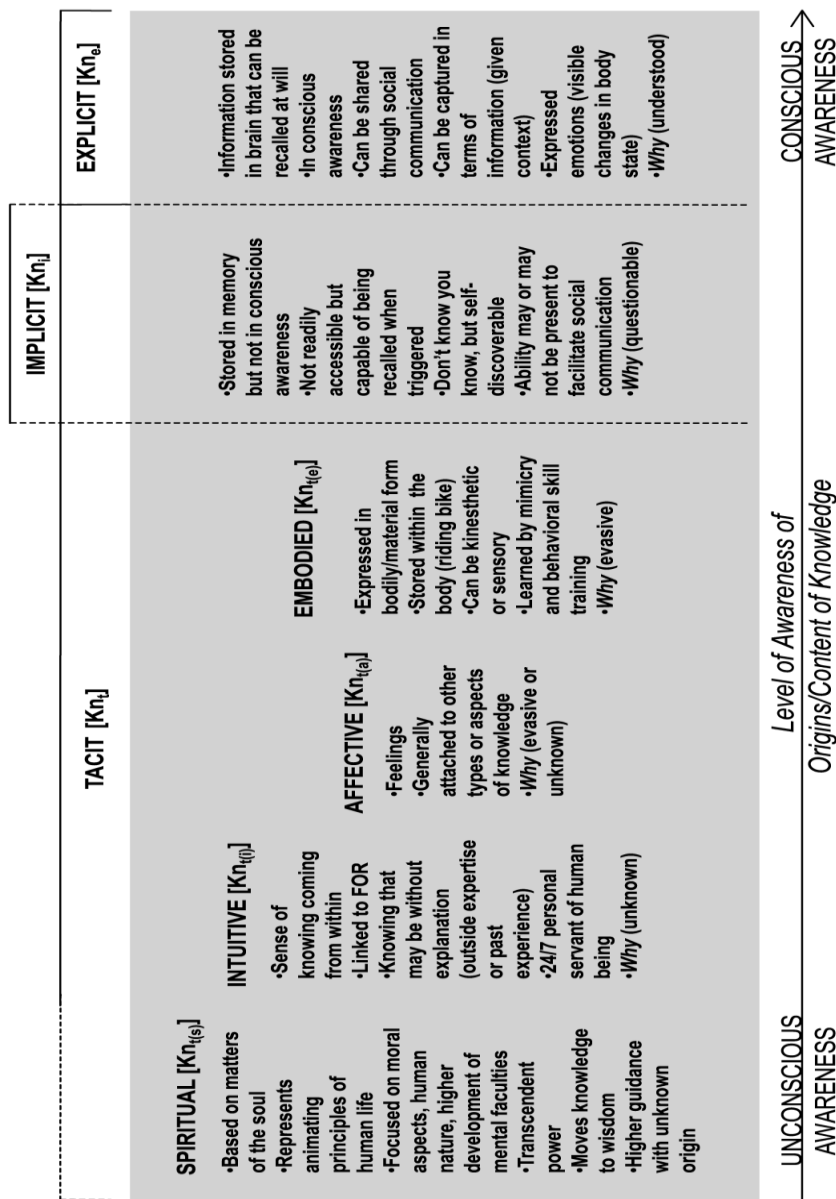 IMPLICIT [Kn_i]
TACIT [Kn_t]
EXPLICIT [Kn_e]
SPIRITUAL [Kn_t(s)]
•Based on matters
of the soul
•Represents
animating
principles of
human life
•Focused on moral
aspects, human
nature, higher
development of
mental faculties
•Transcendent
power
•Moves knowledge
to wisdom
•Higher guidance
with unknown
origin
INTUITIVE [Kn_t(i)]
•Sense of
knowing coming
from within
•Linked to FOR
•Knowing that
may be without
explanation
(outside expertise
or past
experience)
•24/7 personal
servant of human
being
•Why (unknown)
AFFECTIVE [Kn_t(a)]
•Feelings
•Generally
attached to other
types or aspects
of knowledge
•Why (evasive or
unknown)
EMBODIED [Kn_t(e)]
•Expressed in
bodily/material form
•Stored within the
body (riding bike)
•Can be kinesthetic
or sensory
•Learned by mimicry
and behavioral skill
training
•Why (evasive)
•Stored in memory
but not in conscious
awareness
•Not readily
accessible but
capable of being
recalled when
triggered
•Don't know you
know, but self-
discoverable
•Ability may or may
not be present to
facilitate social
communication
•Why (questionable)
•Information stored
in brain that can be
recalled at will
•In conscious
awareness
•Can be shared
through social
communication
•Can be captured in
terms of
information (given
context)
•Expressed
emotions (visible
changes in body
state)
•Why (understood)
UNCONSCIOUS
AWARENESS
Level of Awareness of
Origins/Content of Knowledge
CONSCIOUS
AWARENESS